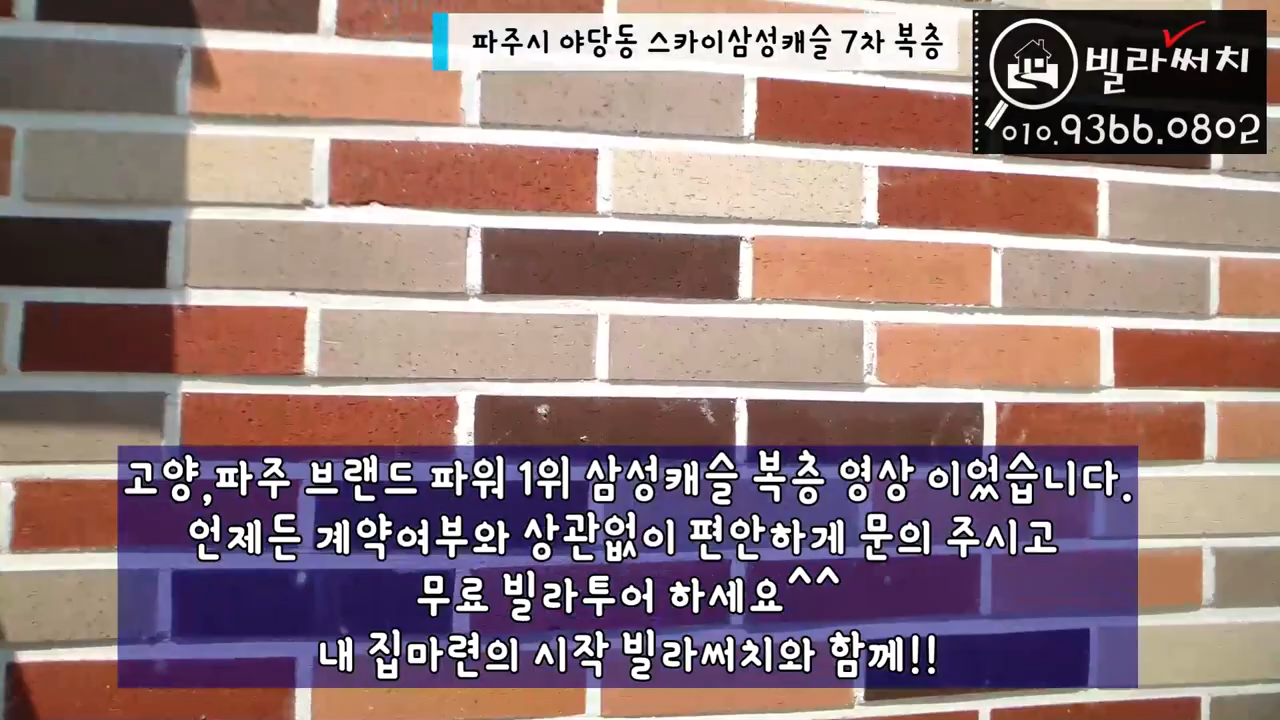 파주시 야당동 스카이삼성캐슬 7차 복층
빌라써치
010.9366.0802
고양,파주 브랜드 파워 1위 삼성캐슬 복층 영상 이었습니다.
언제든 계약여부와 상관없이 편안하게 문의 주시고
무료 빌라투어 하세요^^
내 집마련의 시작 빌라써치와 함께!!